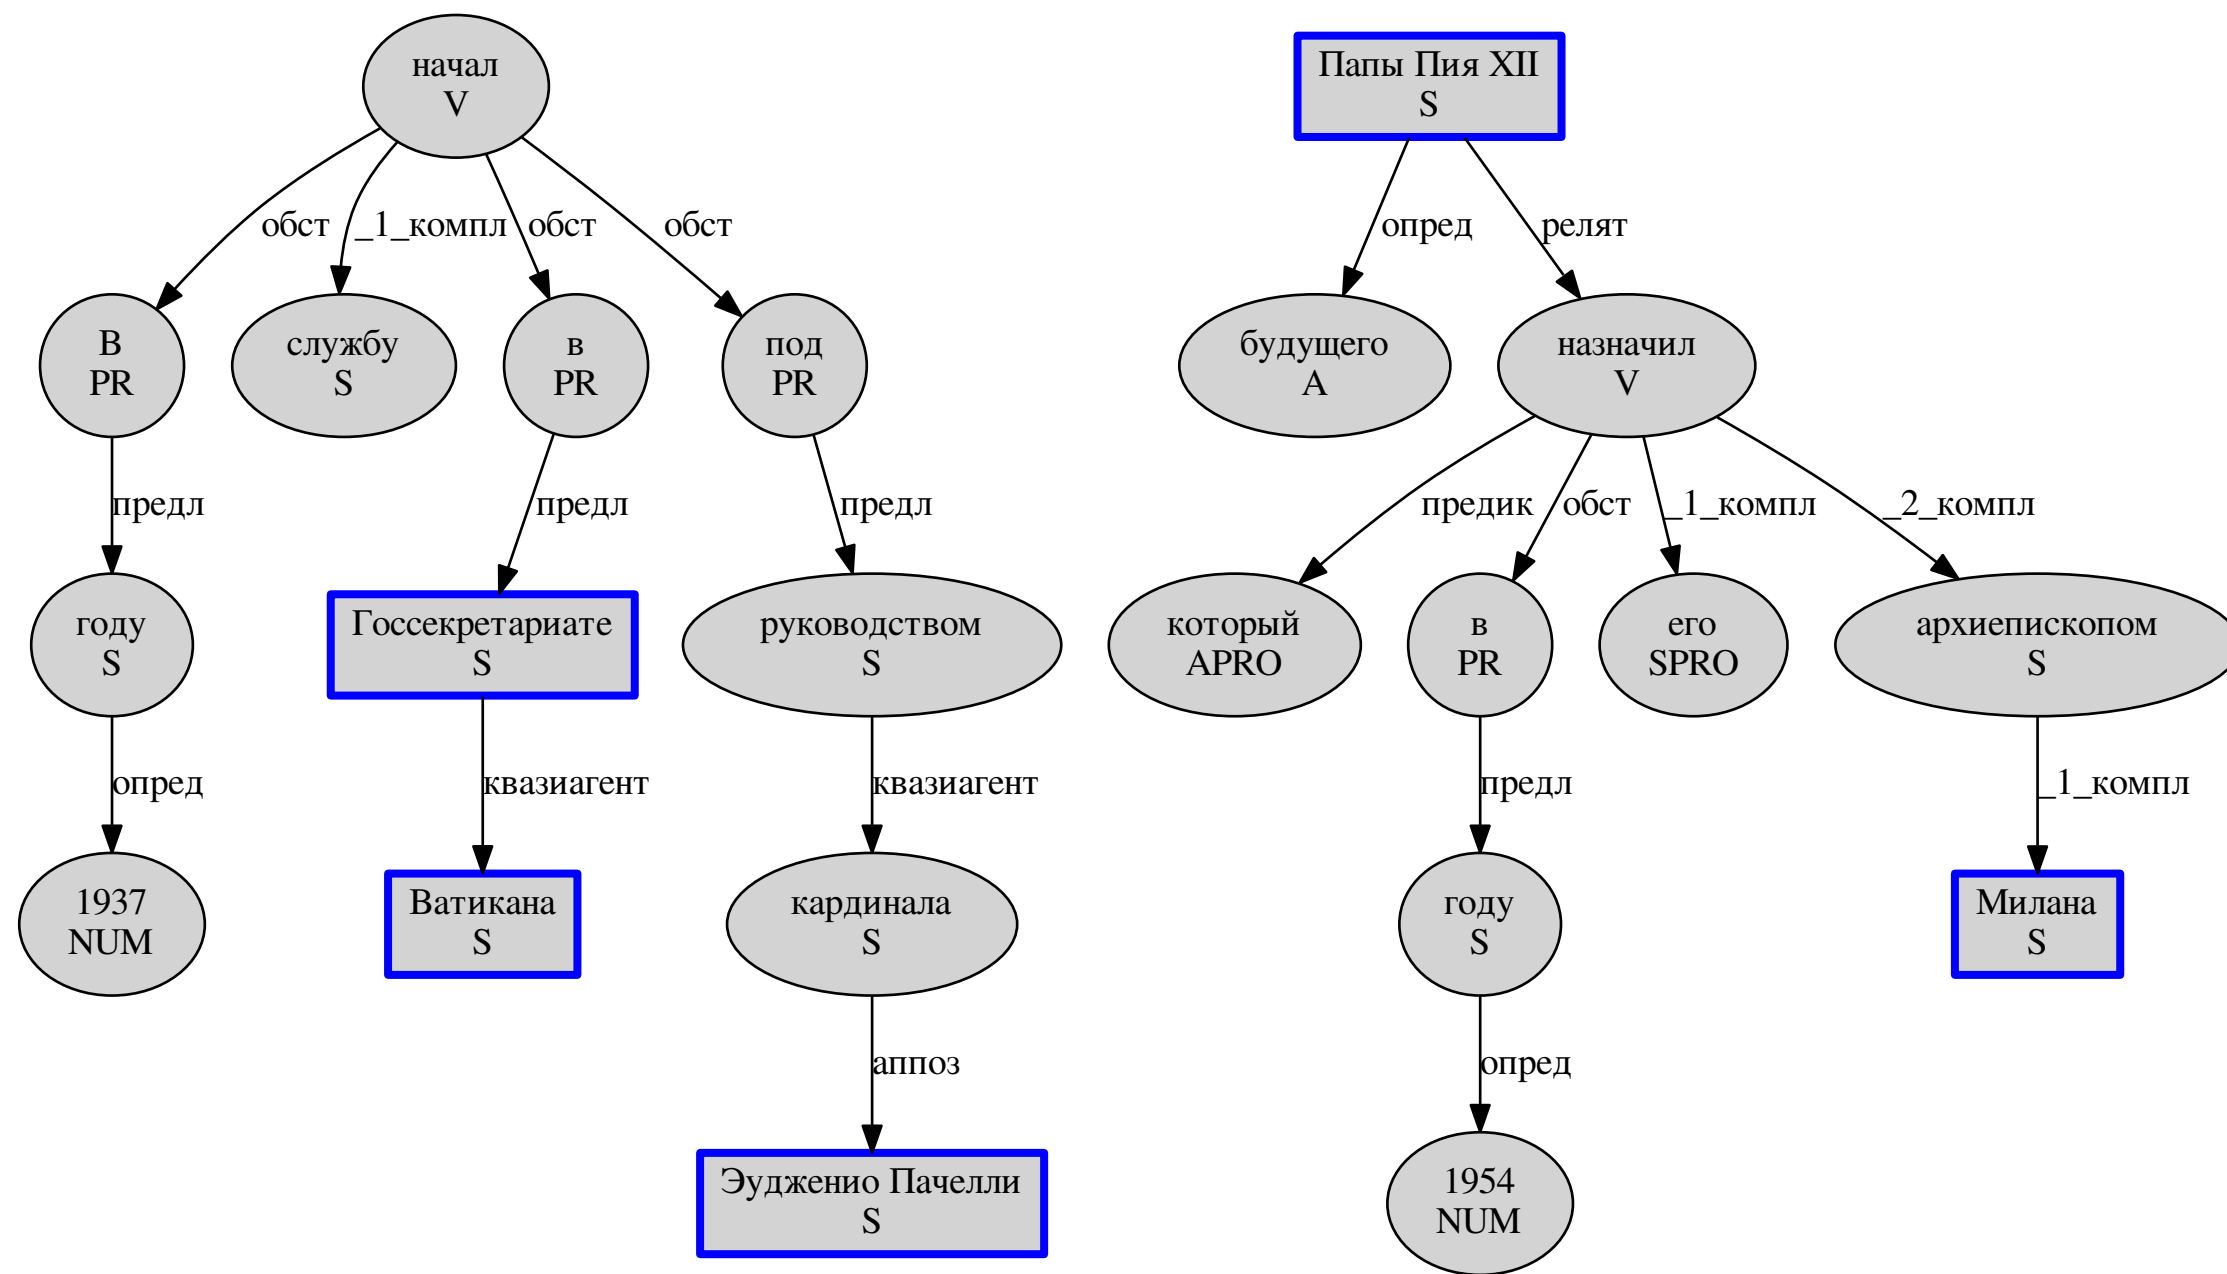 начал
V
Папы Пия XII
S
обст
_1_компл
обст
обст
опред
релят
В
PR
службу
S
в
PR
под
PR
будущего
A
назначил
V
предл
предл
предл
предик
обст
_1_компл
_2_компл
году
S
Госсекретариате
S
руководством
S
который
APRO
в
PR
его
SPRO
архиепископом
S
опред
квазиагент
квазиагент
предл
_1_компл
1937
NUM
Ватикана
S
кардинала
S
году
S
Милана
S
аппоз
опред
Эудженио Пачелли
S
1954
NUM